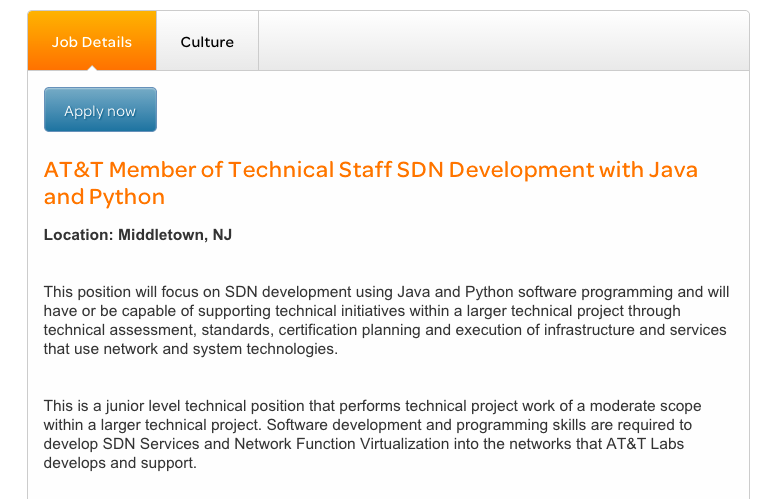 Job Details
Culture
Apply now
AT&T Member of Technical Staff SDN Development with Java
and Python
Location: Middletown, NJ
This position will focus on SDN development using Java and Python software programming and will
have or be capable of supporting technical initiatives within a larger technical project through
technical assessment, standards, certification planning and execution of infrastructure and services
that use network and system technologies.
This is a junior level technical position that performs technical project work of a moderate scope
within a larger technical project. Software development and programming skills are required to
develop SDN Services and Network Function Virtualization into the networks that AT&T Labs
develops and support.